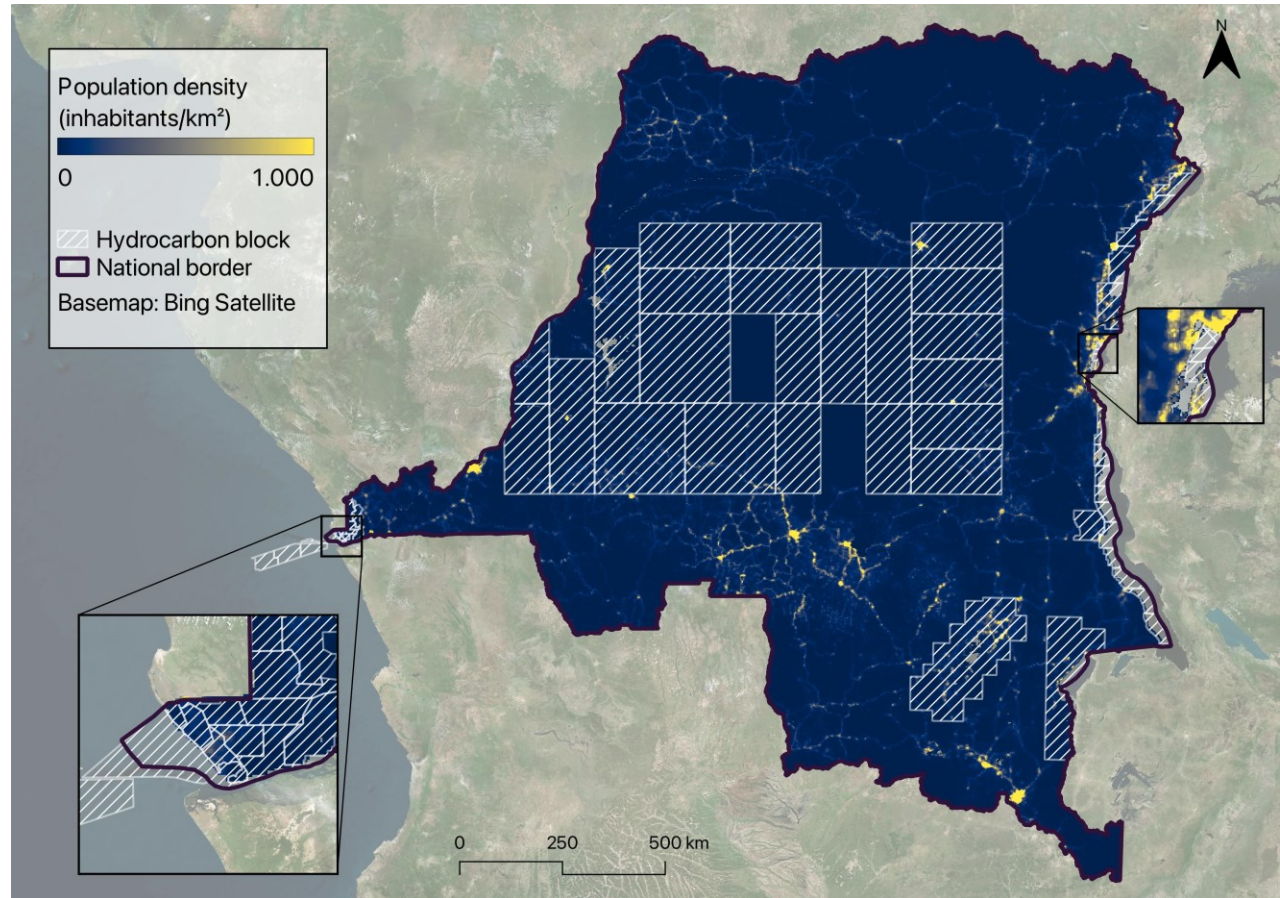 Population density
(inhabitants/km²)
0 1.000
Hydrocarbon block
National border
Basemap: Bing Satellite
N
0 250 500 km